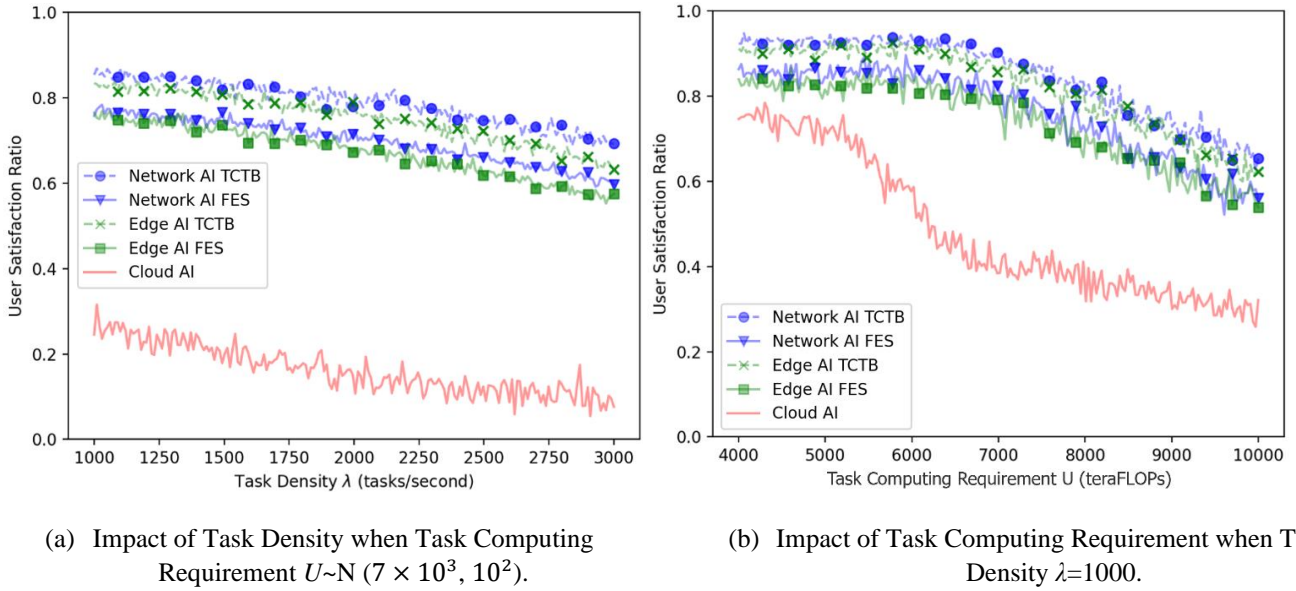 1.0
0.8
0.6
0.4
0.2
0.0
User Satisfaction Ratio
Network AI TCTB
Network AI FES
Edge AI TCTB
Edge AI FES
Cloud AI
1000 1250 1500 1750 2000 2250 2500 2750 3000
Task Density λ (tasks/second)
(a) Impact of Task Density when Task Computing
Requirement U~N (7 × 10³, 10²).
1.0
0.8
0.6
0.4
0.2
0.0
User Satisfaction Ratio
Network AI TCTB
Network AI FES
Edge AI TCTB
Edge AI FES
Cloud AI
4000 5000 6000 7000 8000 9000 10000
Task Computing Requirement U (teraFLOPs)
(b) Impact of Task Computing Requirement when T
Density λ=1000.